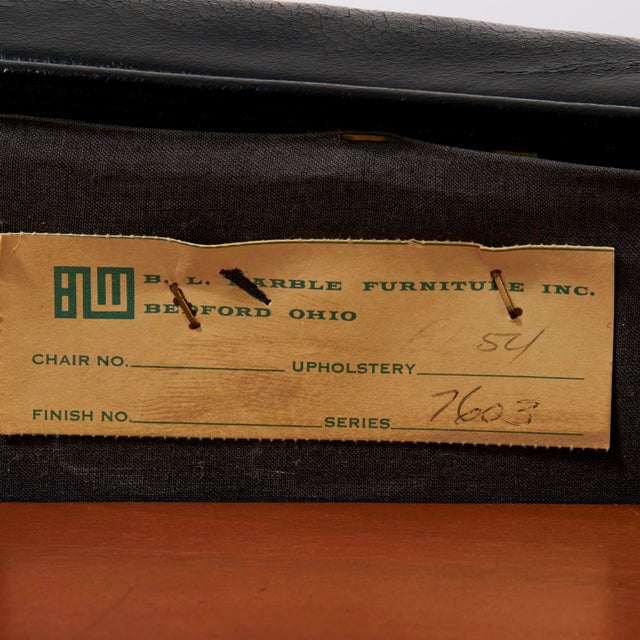 BLM B. L. MARBLE FURNITURE INC.
BEDFORD OHIO
54
CHAIR NO. UPHOLSTERY
7603
FINISH NO. SERIES